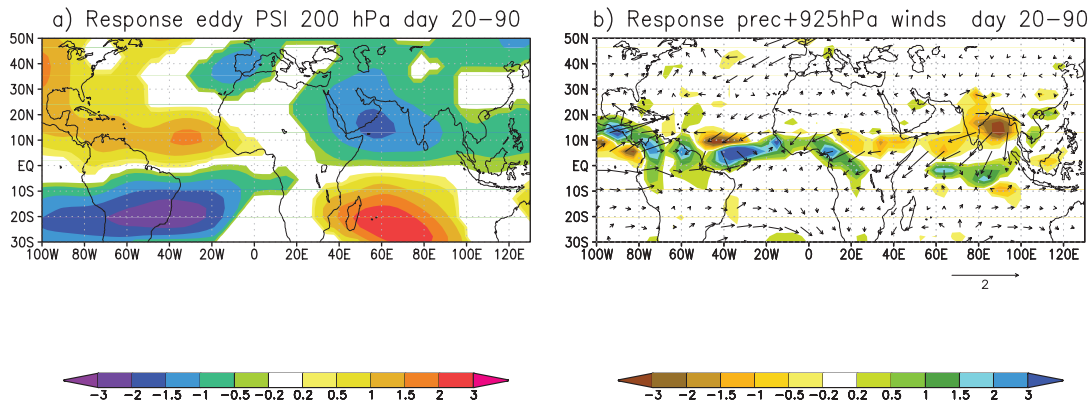 a) Response eddy PSI 200 hPa day 20−90
b) Response prec+925hPa winds day 20−90
50N
40N
30N
20N
10N
EQ
10S
20S
30S
100W 80W 60W 40W 20W 0 20E 40E 60E 80E 100E 120E
50N
40N
30N
20N
10N
EQ
10S
20S
30S
100W 80W 60W 40W 20W 0 20E 40E 60E 80E 100E 120E
2
−3 −2 −1.5 −1 −0.5 −0.2 0.2 0.5 1 1.5 2 3
−3 −2 −1.5 −1 −0.5 −0.2 0.2 0.5 1 1.5 2 3